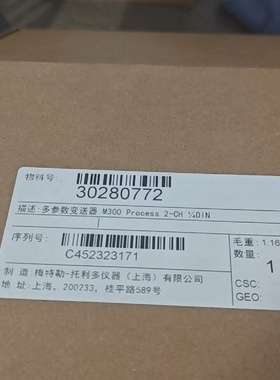 物料号:
30280772
描述:多参数变送器 M300 Process 2-CH ¼DIN
序列号:
C452323171
毛重: 1.16
数量:
1
制 造 梅特勒-托利多仪器（上海）有限公司
地 址:上海, 200233, 桂平路589号
CSC:
GEO: